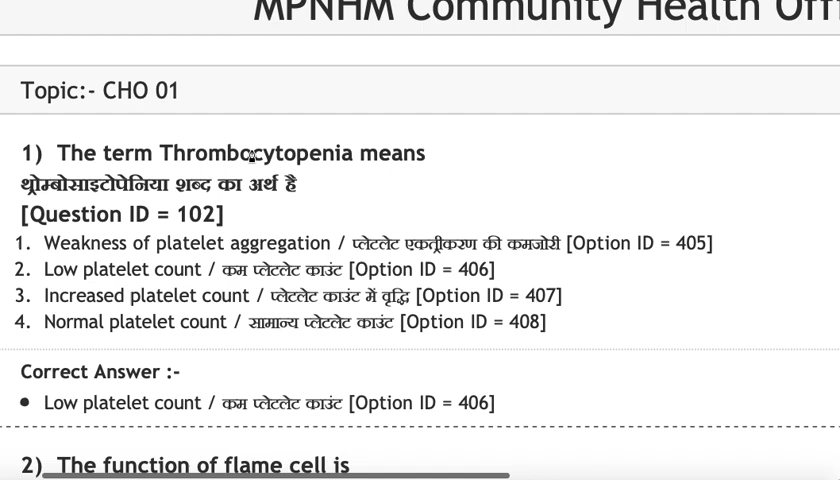 MPNHM Community Health Offi
Topic:- CHO 01
1) The term Thrombocytopenia means
थ्रोम्बोसाइटोपेनिया शब्द का अर्थ है
[Question ID = 102]
1. Weakness of platelet aggregation / प्लेटलेट एकत्रीकरण की कमजोरी [Option ID = 405]
2. Low platelet count / कम प्लेटलेट काउंट [Option ID = 406]
3. Increased platelet count / प्लेटलेट काउंट में वृद्धि [Option ID = 407]
4. Normal platelet count / सामान्य प्लेटलेट काउंट [Option ID = 408]
Correct Answer :-
• Low platelet count / कम प्लेटलेट काउंट [Option ID = 406]
2) The function of flame cell is